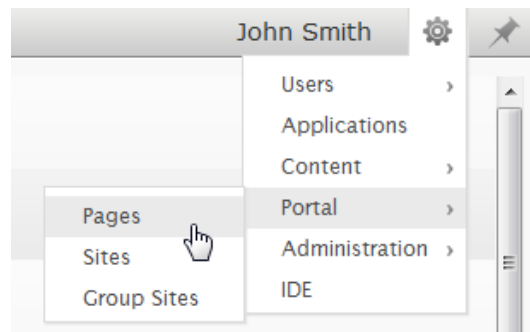 John Smith
Users
Applications
Content
Portal
Administration
IDE
Pages
Sites
Group Sites